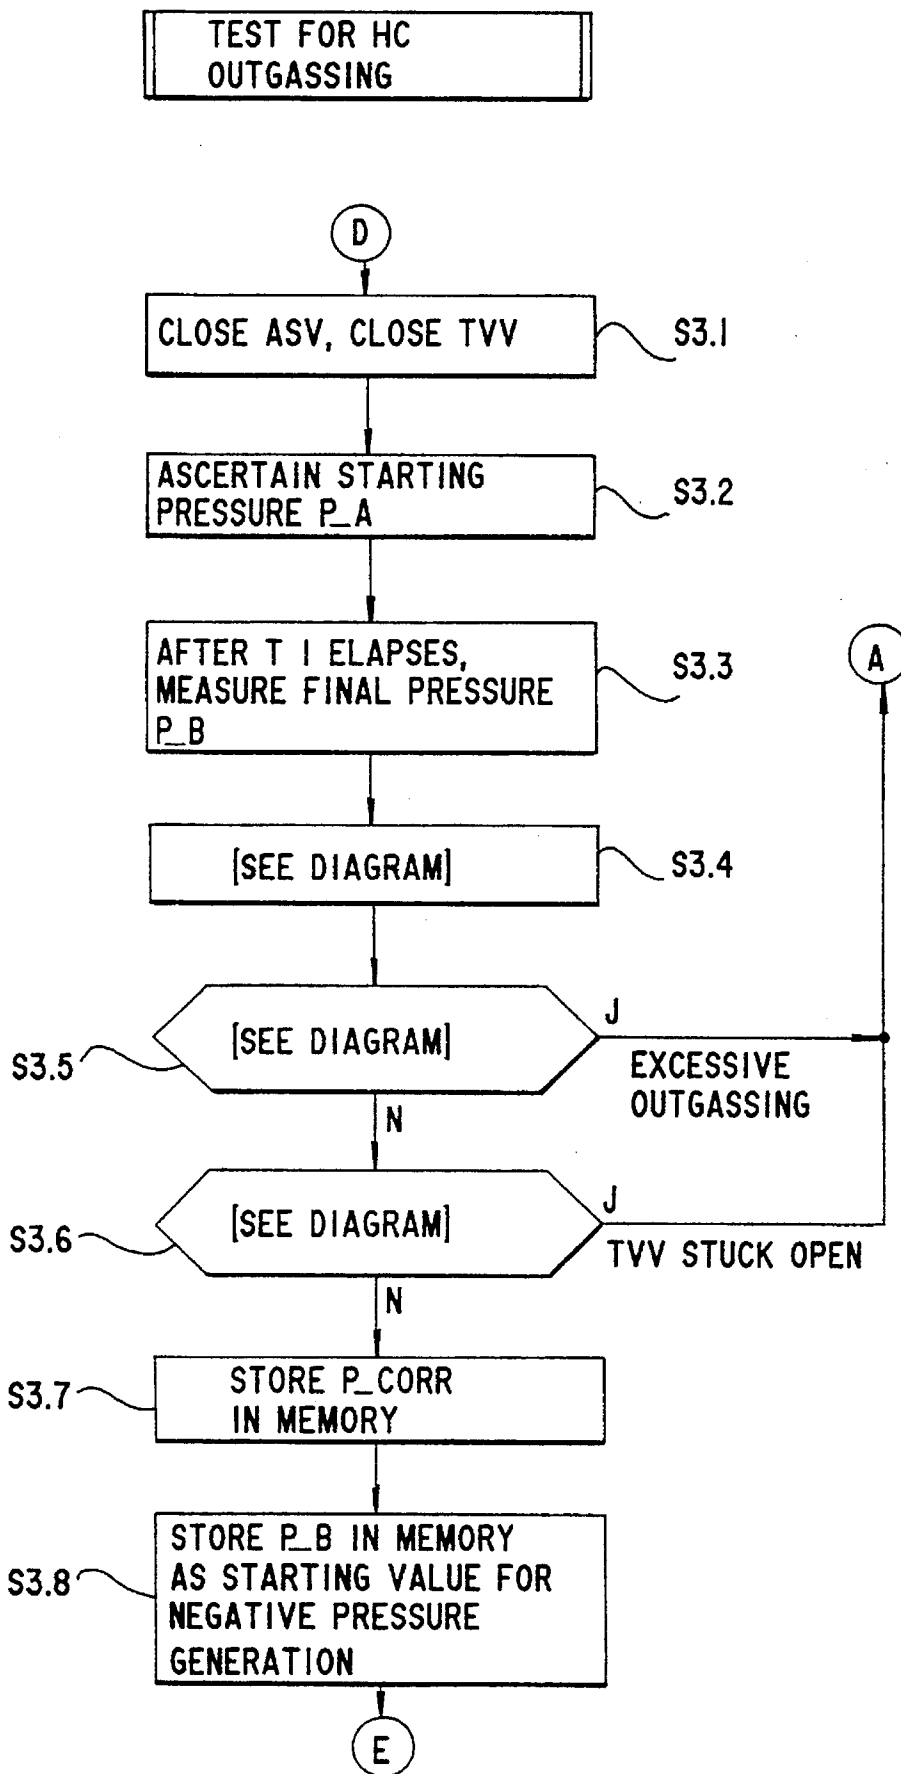 TEST FOR HC
OUTGASSING
D
CLOSE ASV, CLOSE TVV
S3.1
ASCERTAIN STARTING
PRESSURE P_A
S3.2
AFTER T 1 ELAPSES,
MEASURE FINAL PRESSURE
P_B
S3.3
A
[SEE DIAGRAM]
S3.4
[SEE DIAGRAM]
S3.5
J
EXCESSIVE
OUTGASSING
N
[SEE DIAGRAM]
S3.6
J
TVV STUCK OPEN
N
STORE P_CORR
IN MEMORY
S3.7
STORE P_B IN MEMORY
AS STARTING VALUE FOR
NEGATIVE PRESSURE
GENERATION
S3.8
E